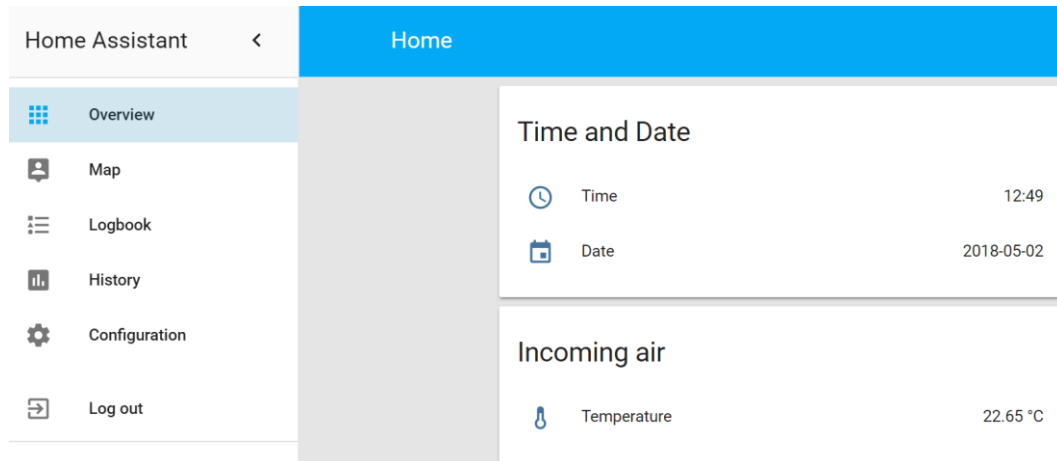 Home Assistant
Overview
Map
Logbook
History
Configuration
Log out
Home
Time and Date
Time 12:49
Date 2018-05-02
Incoming air
Temperature 22.65 °C